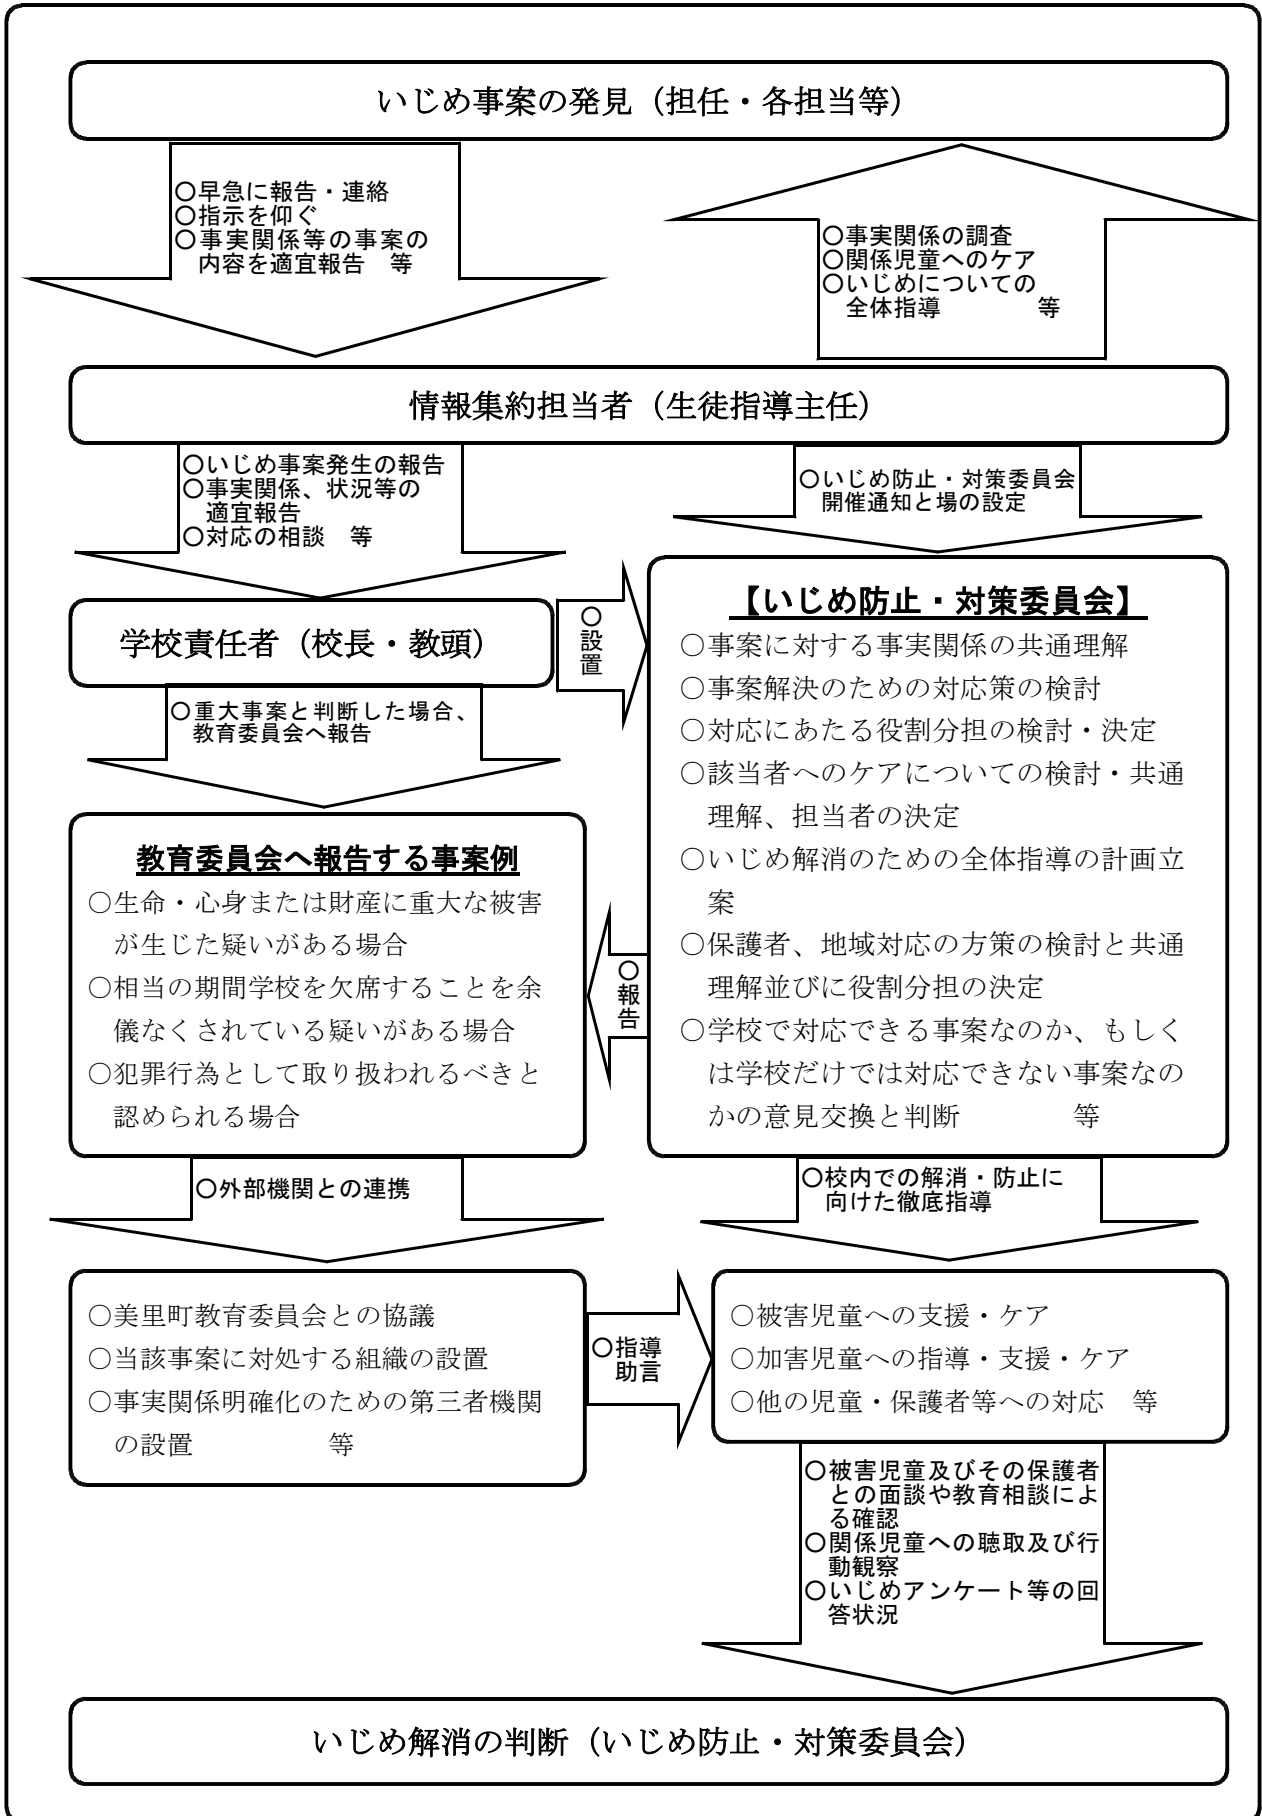 いじめ事案の発見（担任・各担当等）
○早急に報告・連絡
○指示を仰ぐ
○事実関係等の事案の
内容を適宜報告　等
○事実関係の調査
○関係児童へのケア
○いじめについての
全体指導　　　　等
情報集約担当者（生徒指導主任）
○いじめ事案発生の報告
○事実関係、状況等の
適宜報告
○対応の相談　等
○いじめ防止・対策委員会
開催通知と場の設定
学校責任者（校長・教頭）
○設置
【いじめ防止・対策委員会】
○事案に対する事実関係の共通理解
○事案解決のための対応策の検討
○対応にあたる役割分担の検討・決定
○該当者へのケアについての検討・共通
理解、担当者の決定
○いじめ解消のための全体指導の計画立
案
○保護者、地域対応の方策の検討と共通
理解並びに役割分担の決定
○学校で対応できる事案なのか、もしく
は学校だけでは対応できない事案なの
かの意見交換と判断　　　　等
○重大事案と判断した場合、
教育委員会へ報告
教育委員会へ報告する事案例
○生命・心身または財産に重大な被害
が生じた疑いがある場合
○相当の期間学校を欠席することを余
儀なくされている疑いがある場合
○犯罪行為として取り扱われるべきと
認められる場合
○報告
○外部機関との連携
○校内での解消・防止に
向けた徹底指導
○美里町教育委員会との協議
○当該事案に対処する組織の設置
○事実関係明確化のための第三者機関
の設置　　　　　等
○指導
助言
○被害児童への支援・ケア
○加害児童への指導・支援・ケア
○他の児童・保護者等への対応　等
○被害児童及びその保護者
との面談や教育相談によ
る確認
○関係児童への聴取及び行
動観察
○いじめアンケート等の回
答状況
いじめ解消の判断（いじめ防止・対策委員会）